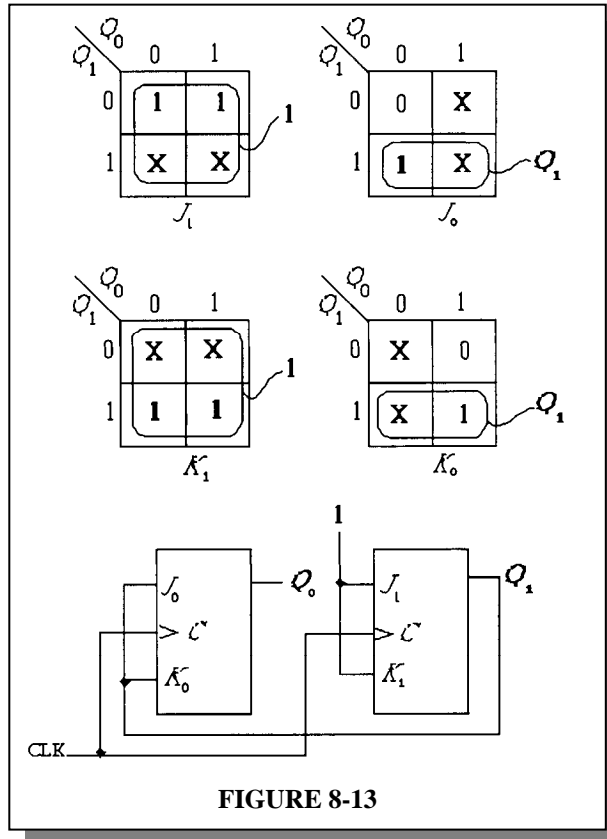 Q0 Q0
Q1 0 1 Q1 0 1
0 1 1 1 0 0 X
1 X X 1 1 X Q1
J1 J0
Q0 Q0
Q1 0 1 Q1 0 1
0 X X 1 0 X 0
1 1 1 1 X 1 Q1
K1 K0
1
J0 Q0 J1 Q1
C C
K0 K1
CLK
FIGURE 8-13